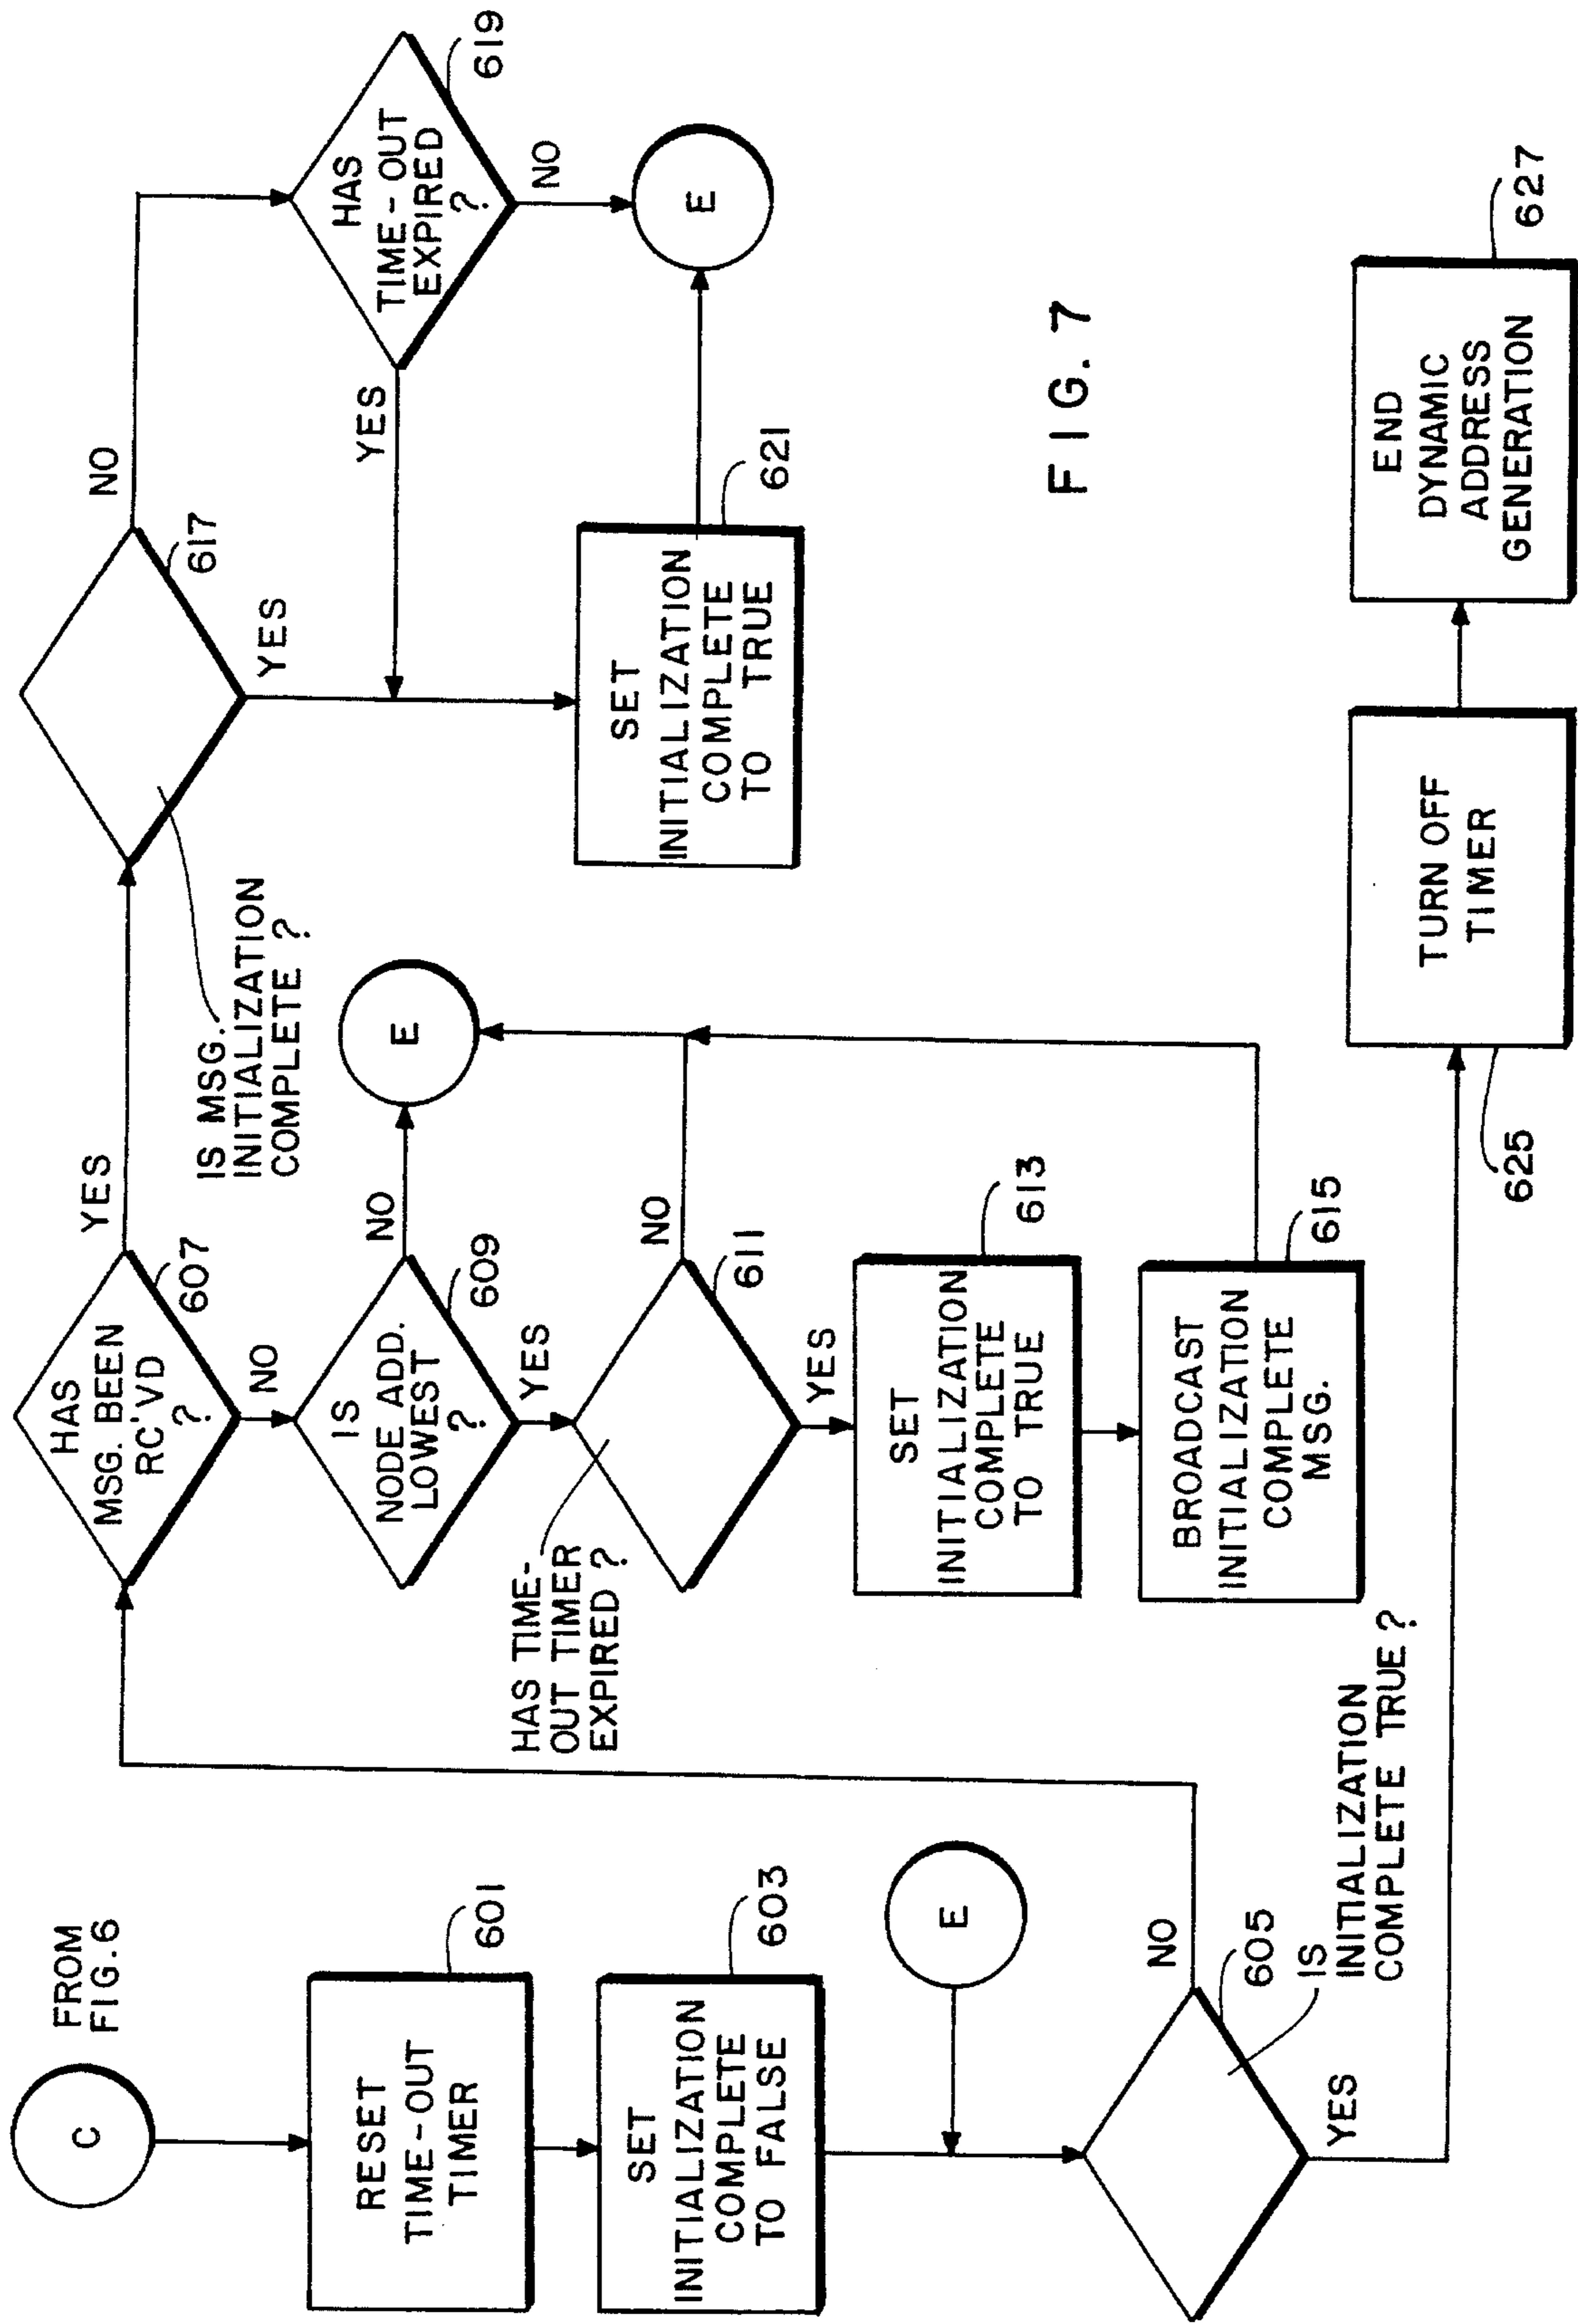 C
FROM
FIG.6
RESET
TIME-OUT
TIMER
601
SET
INITIALIZATION
COMPLETE
TO FALSE
603
E
NO
605
IS
INITIALIZATION
COMPLETE TRUE?
YES
HAS
MSG. BEEN
RC'VD
?
YES
607
NO
IS
NODE ADD.
LOWEST
?
NO
609
YES
HAS TIME-
OUT TIMER
EXPIRED?
NO
611
YES
SET
INITIALIZATION
COMPLETE
TO TRUE
613
BROADCAST
INITIALIZATION
COMPLETE
MSG.
615
E
IS MSG.
INITIALIZATION
COMPLETE ?
NO
617
YES
HAS
TIME-OUT
EXPIRED
?
619
YES
NO
SET
INITIALIZATION
COMPLETE
TO TRUE
621
E
FIG. 7
TURN OFF
TIMER
625
END
DYNAMIC
ADDRESS
GENERATION
627